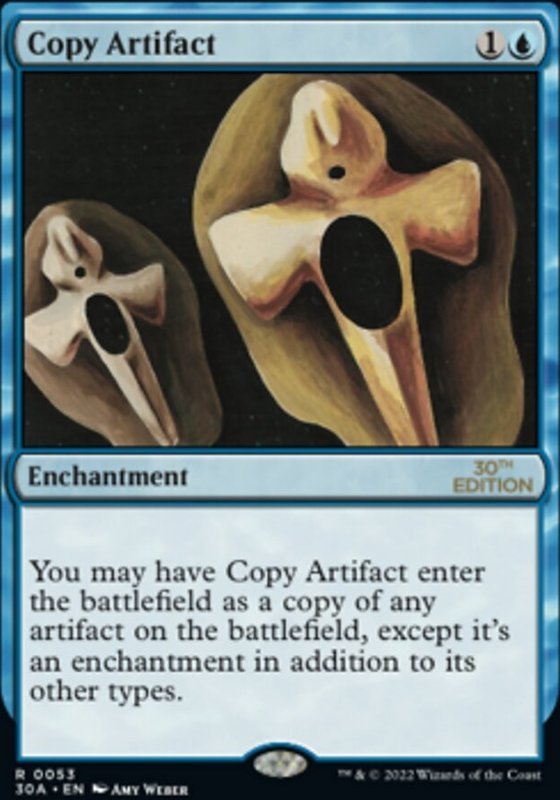 Copy Artifact 1
Enchantment
30TH
EDITION
You may have Copy Artifact enter
the battlefield as a copy of any
artifact on the battlefield, except it's
an enchantment in addition to its
other types.
R 0053
30A • EN Amy Weber
™ & © 2022 Wizards of the Coast